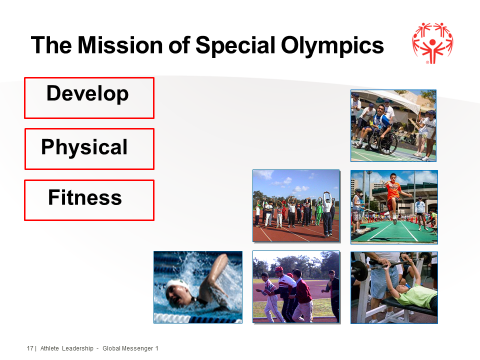 The Mission of Special Olympics
Develop
Physical
Fitness
17 | Athlete Leadership - Global Messenger 1